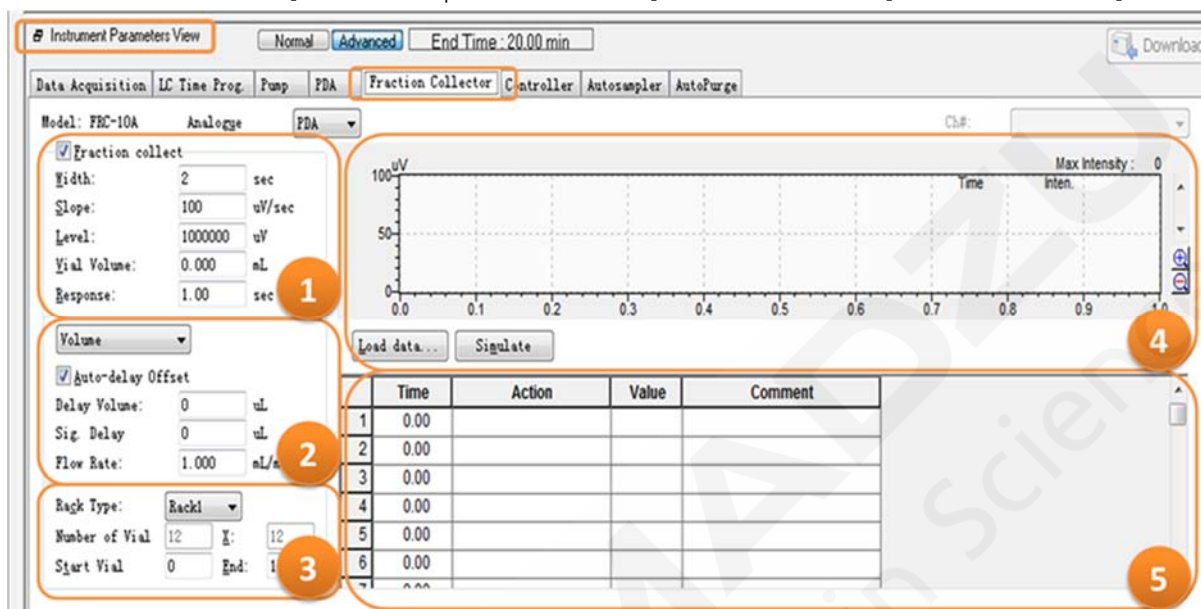 Instrument Parameters View Normal Advanced End Time : 20.00 min Download
Data Acquisition LC Time Prog. Pump PDA Fraction Collector Controller Autosampler AutoPurge
Model: FRC-10A Analogue PDA Ch#:
Fraction collect
Width: 2 sec
Slope: 100 uV/sec
Level: 1000000 uV
Vial Volume: 0.000 mL
Response: 1.00 sec
1
uV Max Intensity : 0
100 Time Inten.
50
0
0.0 0.1 0.2 0.3 0.4 0.5 0.6 0.7 0.8 0.9 1.0
4
Load data... Simulate
Volume
Auto-delay Offset
Delay Volume: 0 uL
Sig. Delay 0 uL
Flow Rate: 1.000
2
Rack Type: Rack1
Number of Vial 12 X: 12
Start Vial 0 End:
3
Time Action Value Comment
1 0.00
2 0.00
3 0.00
4 0.00
5 0.00
6 0.00
5